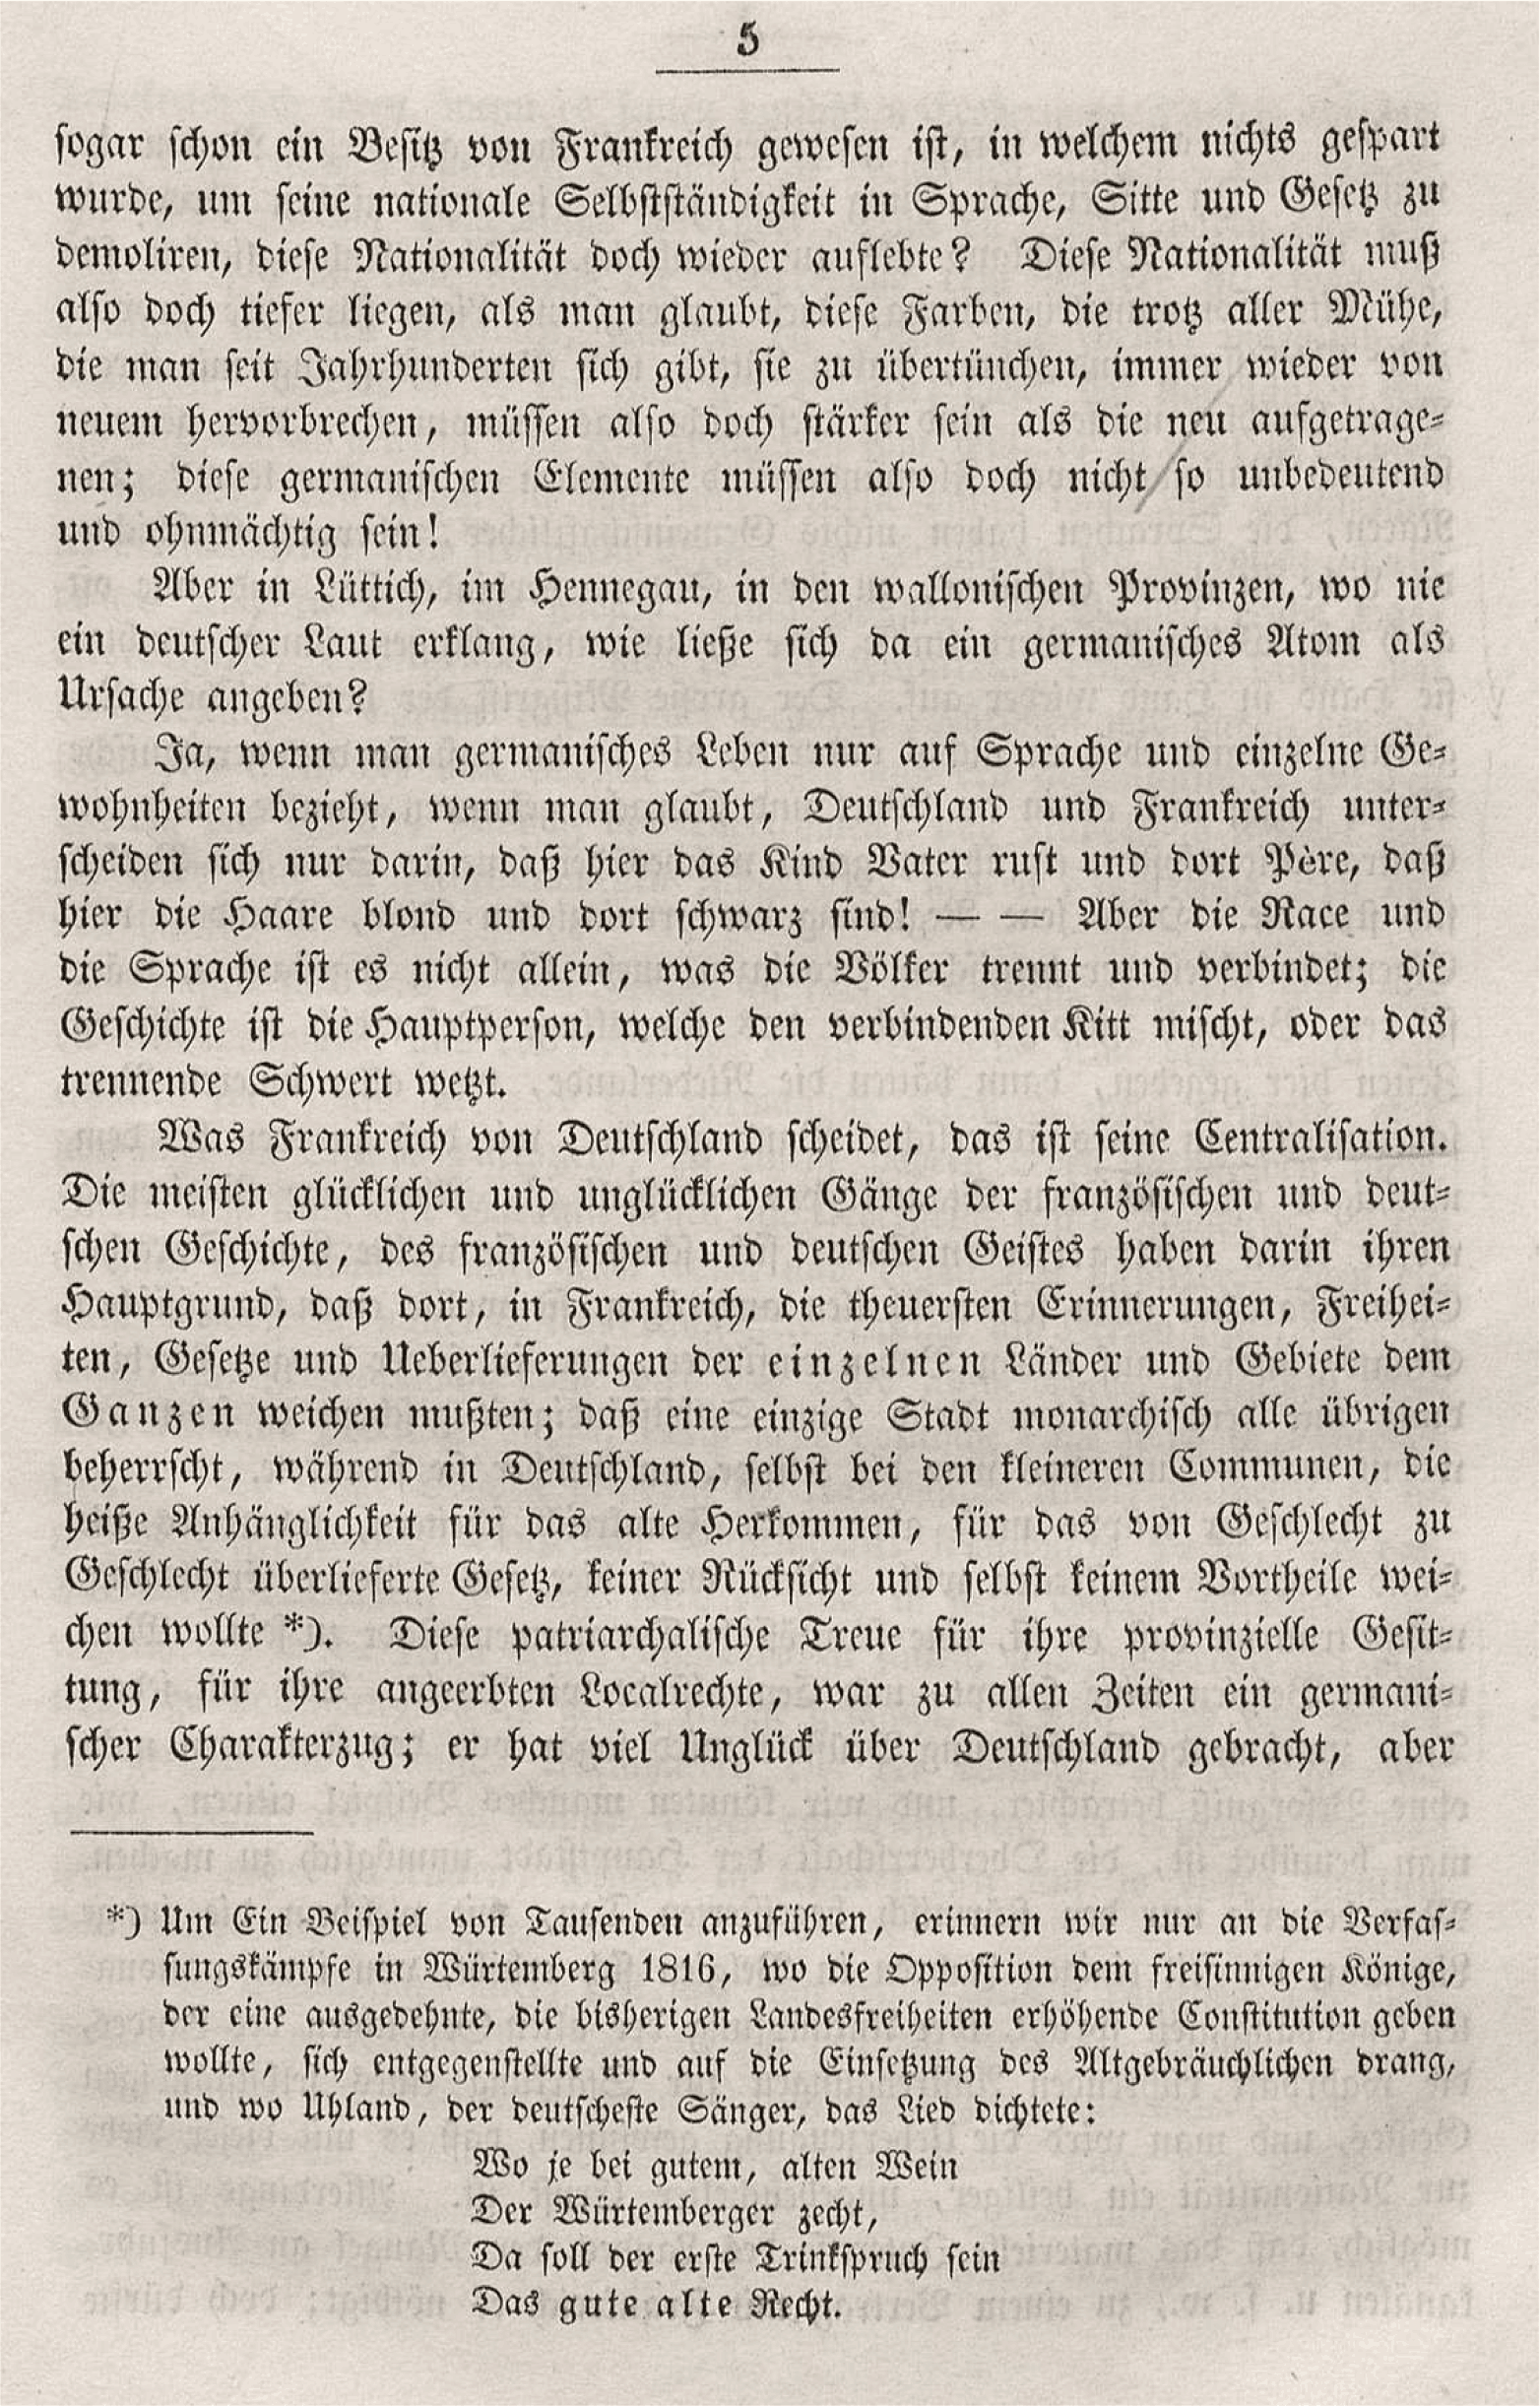 5
sogar schon ein Besitz von Frankreich gewesen ist, in welchem nichts gespart
wurde, um seine nationale Selbstständigkeit in Sprache, Sitte und Gesetz zu
demoliren, diese Nationalität doch wieder auflebte? Diese Nationalität muß
also doch tiefer liegen, als man glaubt, diese Farben, die trotz aller Mühe,
die man seit Jahrhunderten sich gibt, sie zu übertünchen, immer wieder von
neuem hervorbrechen, müssen also doch stärker sein als die neu aufgetrage-
nen; diese germanischen Elemente müssen also doch nicht so unbedeutend
und ohnmächtig sein!
Aber in Lüttich, im Hennegau, in den wallonischen Provinzen, wo nie
ein deutscher Laut erklang, wie ließe sich da ein germanisches Atom als
Ursache angeben?
Ja, wenn man germanisches Leben nur auf Sprache und einzelne Ge-
wohnheiten bezieht, wenn man glaubt, Deutschland und Frankreich unter-
scheiden sich nur darin, daß hier das Kind Vater ruft und dort Père, daß
hier die Haare blond und dort schwarz sind! — — Aber die Race und
die Sprache ist es nicht allein, was die Völker trennt und verbindet; die
Geschichte ist die Hauptperson, welche den verbindenden Kitt mischt, oder das
trennende Schwert wetzt.
Was Frankreich von Deutschland scheidet, das ist seine Centralisation.
Die meisten glücklichen und unglücklichen Gänge der französischen und deut-
schen Geschichte, des französischen und deutschen Geistes haben darin ihren
Hauptgrund, daß dort, in Frankreich, die theuersten Erinnerungen, Freihei-
ten, Gesetze und Ueberlieferungen der einzelnen Länder und Gebiete dem
Ganzen weichen mußten; daß eine einzige Stadt monarchisch alle übrigen
beherrscht, während in Deutschland, selbst bei den kleineren Communen, die
heiße Anhänglichkeit für das alte Herkommen, für das von Geschlecht zu
Geschlecht überlieferte Gesetz, keiner Rücksicht und selbst keinem Vortheile wei-
chen wollte *). Diese patriarchalische Treue für ihre provinzielle Gesit-
tung, für ihre angeerbten Localrechte, war zu allen Zeiten ein germani-
scher Charakterzug; er hat viel Unglück über Deutschland gebracht, aber
*) Um Ein Beispiel von Tausenden anzuführen, erinnern wir nur an die Verfas-
sungskämpfe in Würtemberg 1816, wo die Opposition dem freisinnigen Könige,
der eine ausgedehnte, die bisherigen Landesfreiheiten erhöhende Constitution geben
wollte, sich entgegenstellte und auf die Einsetzung des Altgebräuchlichen drang,
und wo Uhland, der deutscheste Sänger, das Lied dichtete:
Wo je bei gutem, alten Wein
Der Würtemberger zecht,
Da soll der erste Trinkspruch sein
Das gute alte Recht.